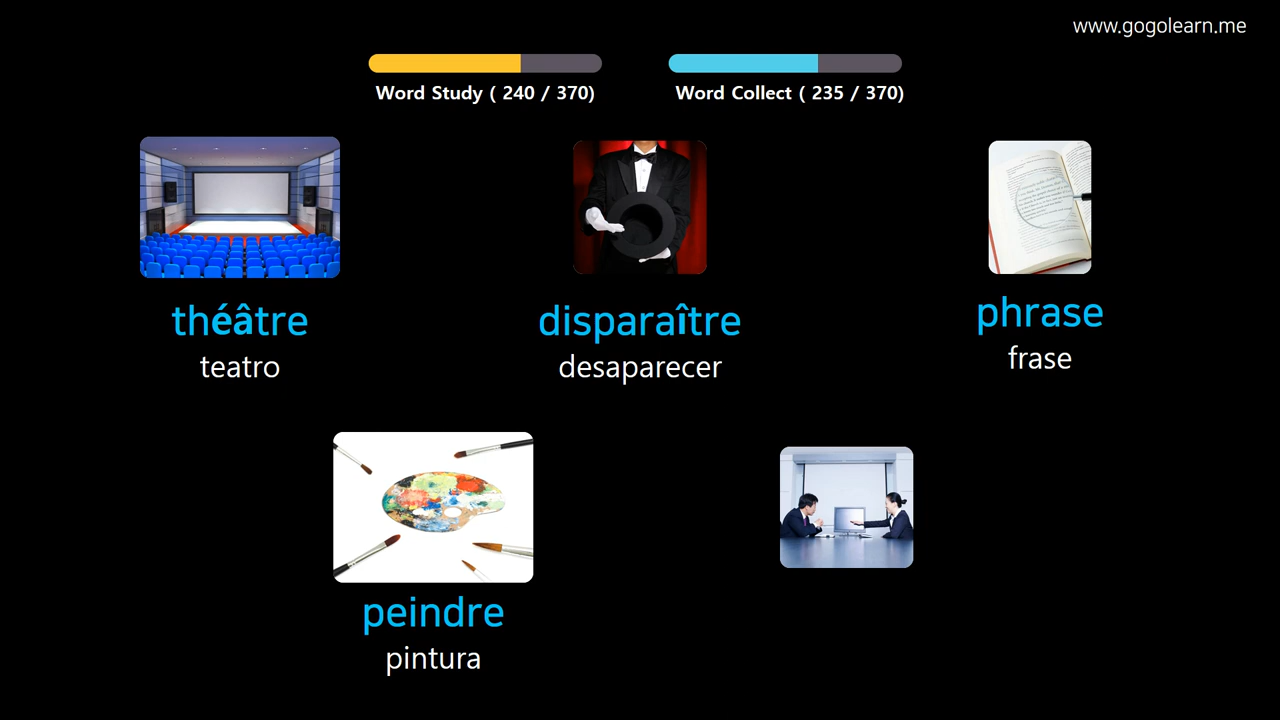 www.gogolearn.me
Word Study ( 240 / 370)
Word Collect ( 235 / 370)
théâtre
teatro
disparaître
desaparecer
phrase
frase
peindre
pintura